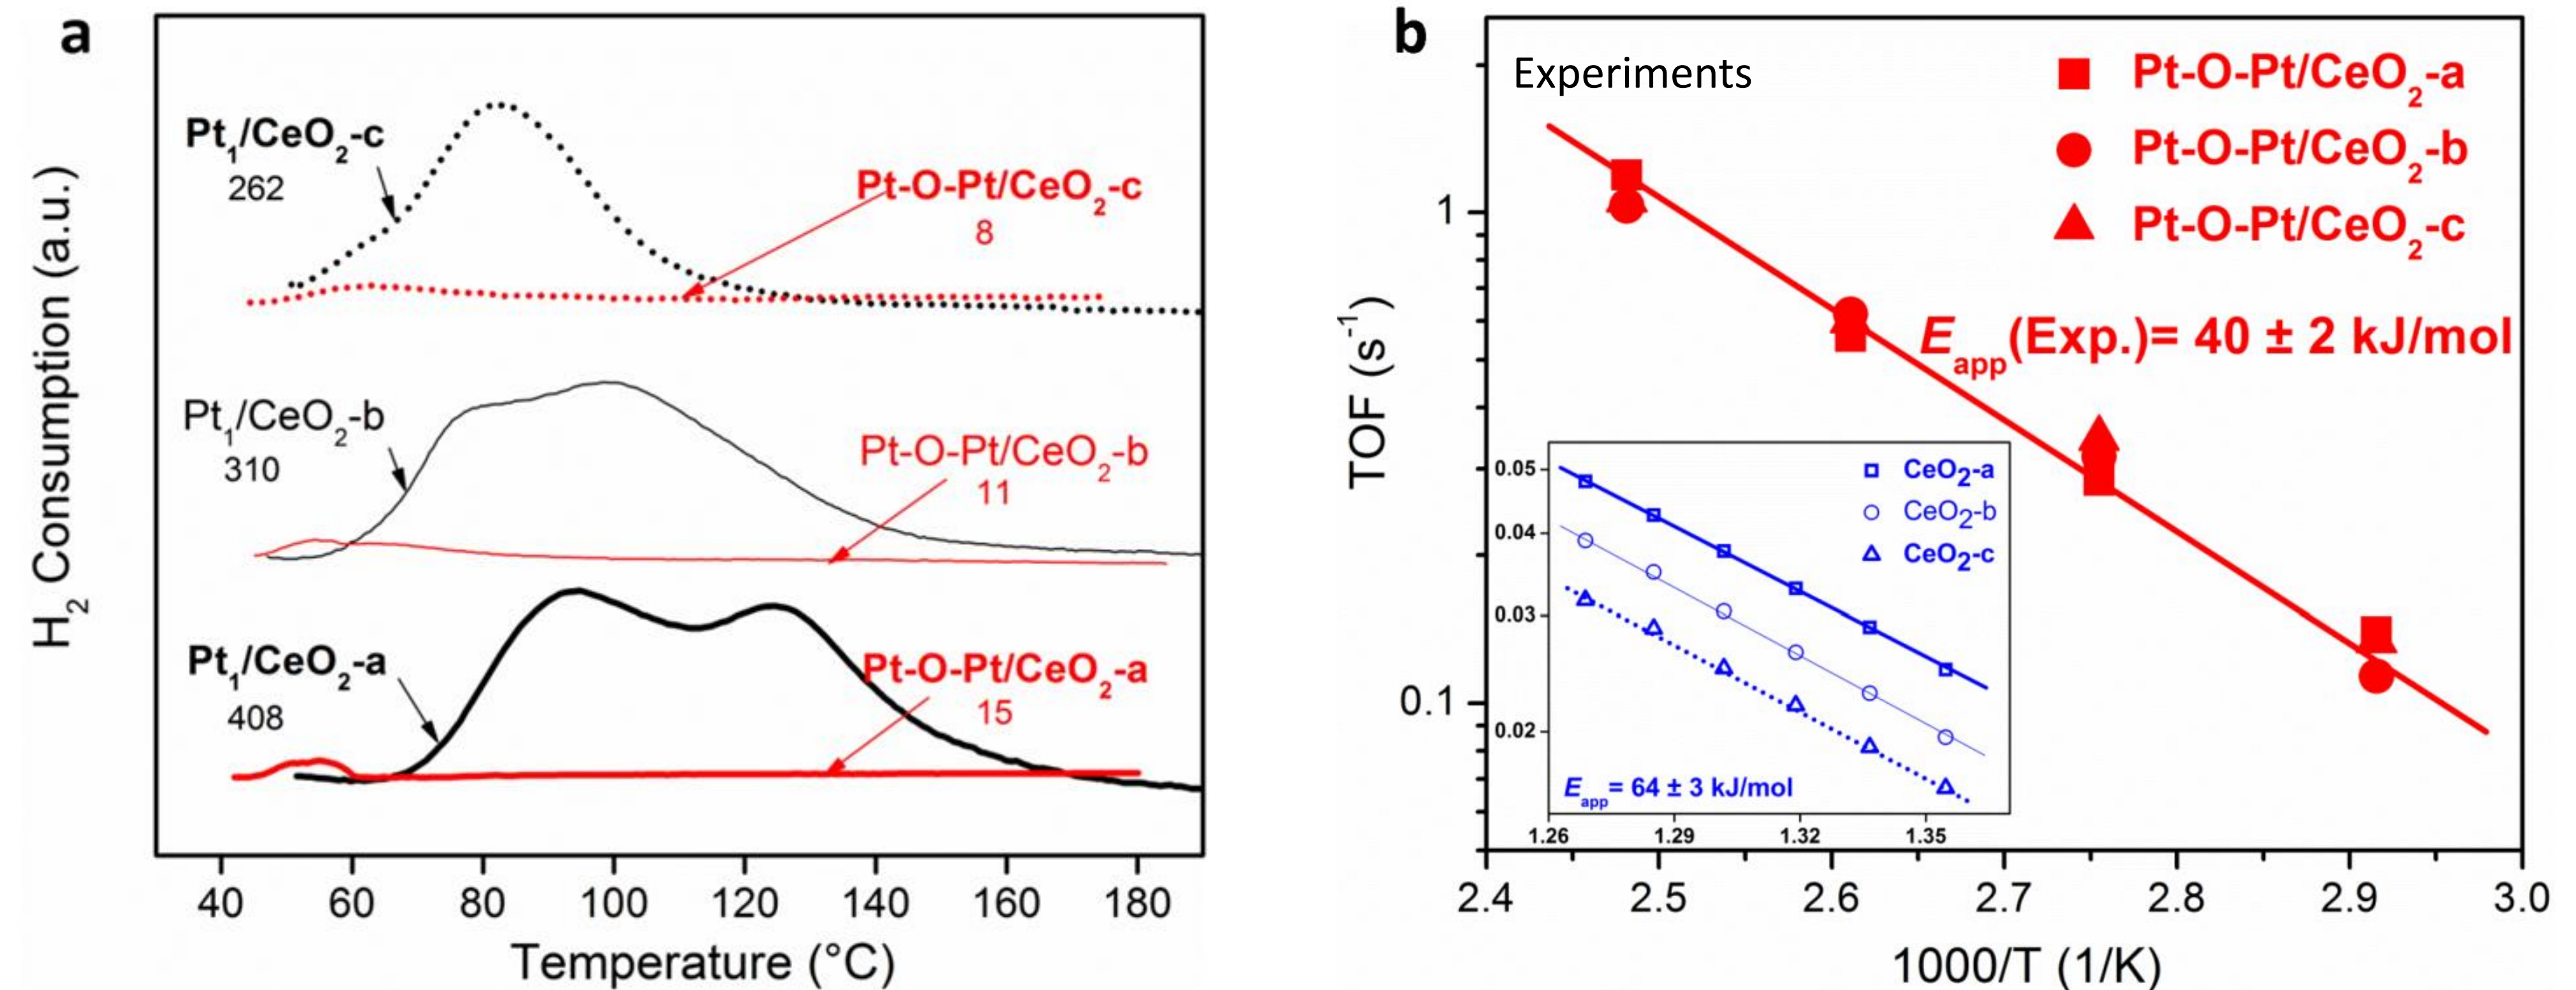 a
Pt1/CeO2-c
262
Pt-O-Pt/CeO2-c
8
Pt1/CeO2-b
310
Pt-O-Pt/CeO2-b
11
Pt1/CeO2-a
408
Pt-O-Pt/CeO2-a
15
H2 Consumption (a.u.)
40 60 80 100 120 140 160 180
Temperature (°C)
b
Experiments
Pt-O-Pt/CeO2-a
Pt-O-Pt/CeO2-b
Pt-O-Pt/CeO2-c
Eapp(Exp.)= 40 ± 2 kJ/mol
TOF (s-1)
1
0.1
CeO2-a
CeO2-b
CeO2-c
0.05
0.04
0.03
0.02
Eapp= 64 ± 3 kJ/mol
1.26 1.29 1.32 1.35
2.4 2.5 2.6 2.7 2.8 2.9 3.0
1000/T (1/K)